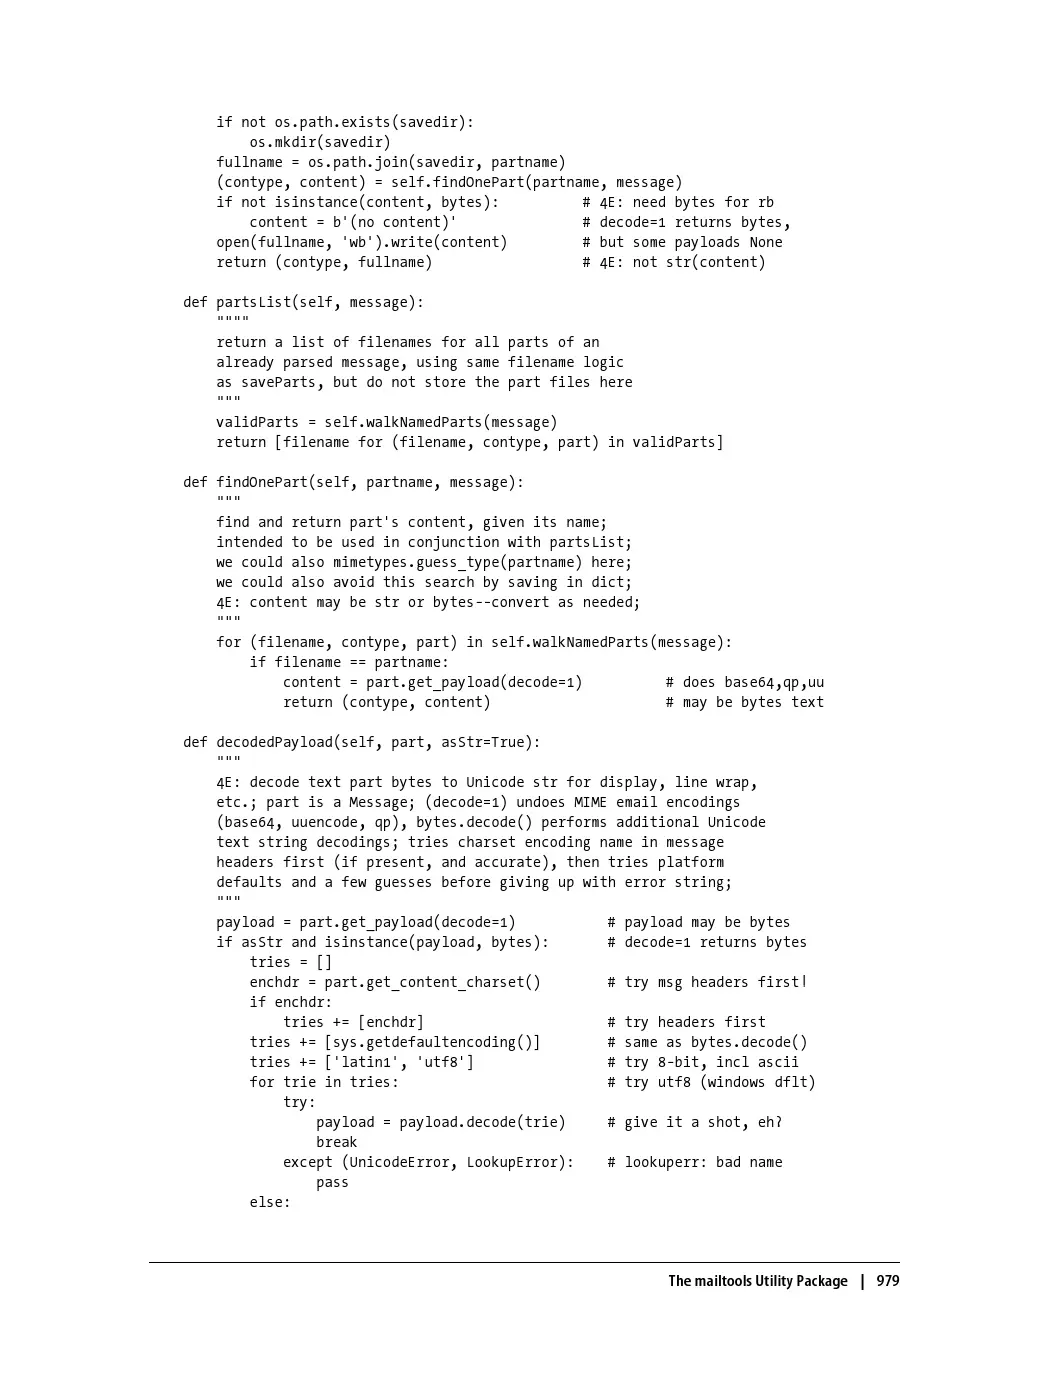 if not os.path.exists(savedir):
os.mkdir(savedir)
fullname = os.path.join(savedir, partname)
(contype, content) = self.findOnePart(partname, message)
if not isinstance(content, bytes):          # 4E: need bytes for rb
content = b'(no content)'               # decode=1 returns bytes,
open(fullname, 'wb').write(content)         # but some payloads None
return (contype, fullname)                  # 4E: not str(content)
def partsList(self, message):
""""
return a list of filenames for all parts of an
already parsed message, using same filename logic
as saveParts, but do not store the part files here
"""
validParts = self.walkNamedParts(message)
return [filename for (filename, contype, part) in validParts]
def findOnePart(self, partname, message):
"""
find and return part's content, given its name;
intended to be used in conjunction with partsList;
we could also mimetypes.guess_type(partname) here;
we could also avoid this search by saving in dict;
4E: content may be str or bytes--convert as needed;
"""
for (filename, contype, part) in self.walkNamedParts(message):
if filename == partname:
content = part.get_payload(decode=1)          # does base64,qp,uu
return (contype, content)                     # may be bytes text
def decodedPayload(self, part, asStr=True):
"""
4E: decode text part bytes to Unicode str for display, line wrap,
etc.; part is a Message; (decode=1) undoes MIME email encodings
(base64, uuencode, qp), bytes.decode() performs additional Unicode
text string decodings; tries charset encoding name in message
headers first (if present, and accurate), then tries platform
defaults and a few guesses before giving up with error string;
"""
payload = part.get_payload(decode=1)           # payload may be bytes
if asStr and isinstance(payload, bytes):       # decode=1 returns bytes
tries = []
enchdr = part.get_content_charset()        # try msg headers first!
if enchdr:
tries += [enchdr]                      # try headers first
tries += [sys.getdefaultencoding()]        # same as bytes.decode()
tries += ['latin1', 'utf8']                # try 8-bit, incl ascii
for trie in tries:                         # try utf8 (windows dflt)
try:
payload = payload.decode(trie)     # give it a shot, eh?
break
except (UnicodeError, LookupError):    # lookuperr: bad name
pass
else:
The mailtools Utility Package | 979